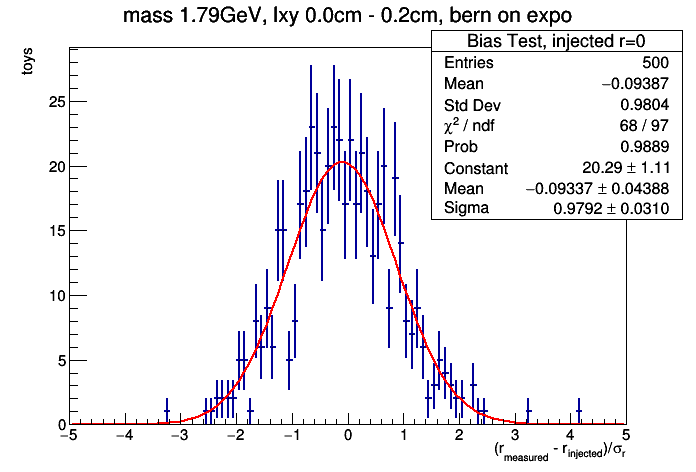 mass 1.79GeV, lxy 0.0cm - 0.2cm, bern on expo
toys
Bias Test, injected r=0
Entries 500
Mean −0.09387
Std Dev 0.9804
χ² / ndf 68 / 97
Prob 0.9889
Constant 20.29 ± 1.11
Mean −0.09337 ± 0.04388
Sigma 0.9792 ± 0.0310
25
20
15
10
5
0
−5 −4 −3 −2 −1 0 1 2 3 4 5
(r_measured - r_injected)/σ_r